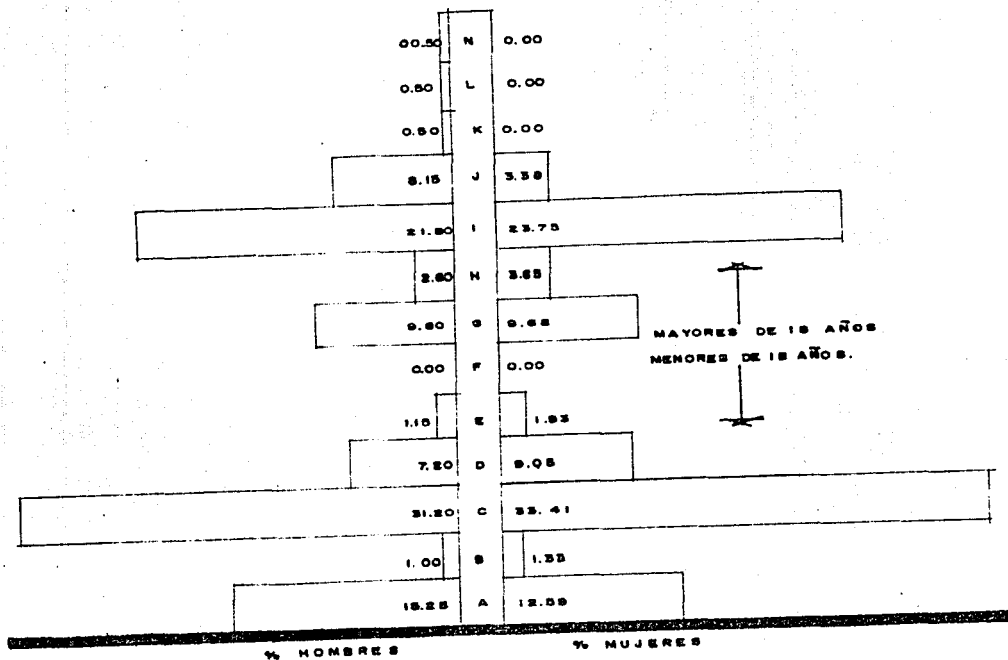 00.50 N 0.00
0.50 L 0.00
0.50 K 0.00
8.15 J 3.38
21.80 I 23.75
2.60 H 3.65
9.60 G 9.68
MAYORES DE 18 AÑOS
MENORES DE 18 AÑOS.
0.00 F 0.00
1.15 E 1.93
7.20 D 9.05
31.20 C 33.41
1.00 B 1.33
15.25 A 12.59
% HOMBRES % MUJERES